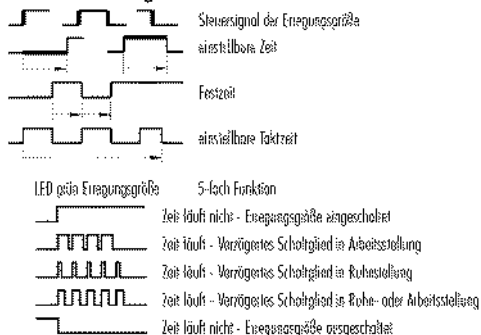 Steuersignal der Erregungsgröße
einstellbare Zeit
Festzeit
einstellbare Taktzeit
LED grün Erregungsgröße 5-fach Funktion
Zeit läuft nicht - Erregungsgröße eingeschaltet
Zeit läuft - Verzögertes Schaltglied in Arbeitsstellung
Zeit läuft - Verzögertes Schaltglied in Ruhestellung
Zeit läuft - Verzögertes Schaltglied in Ruhe- oder Arbeitsstellung
Zeit läuft nicht - Erregungsgröße ausgeschaltet